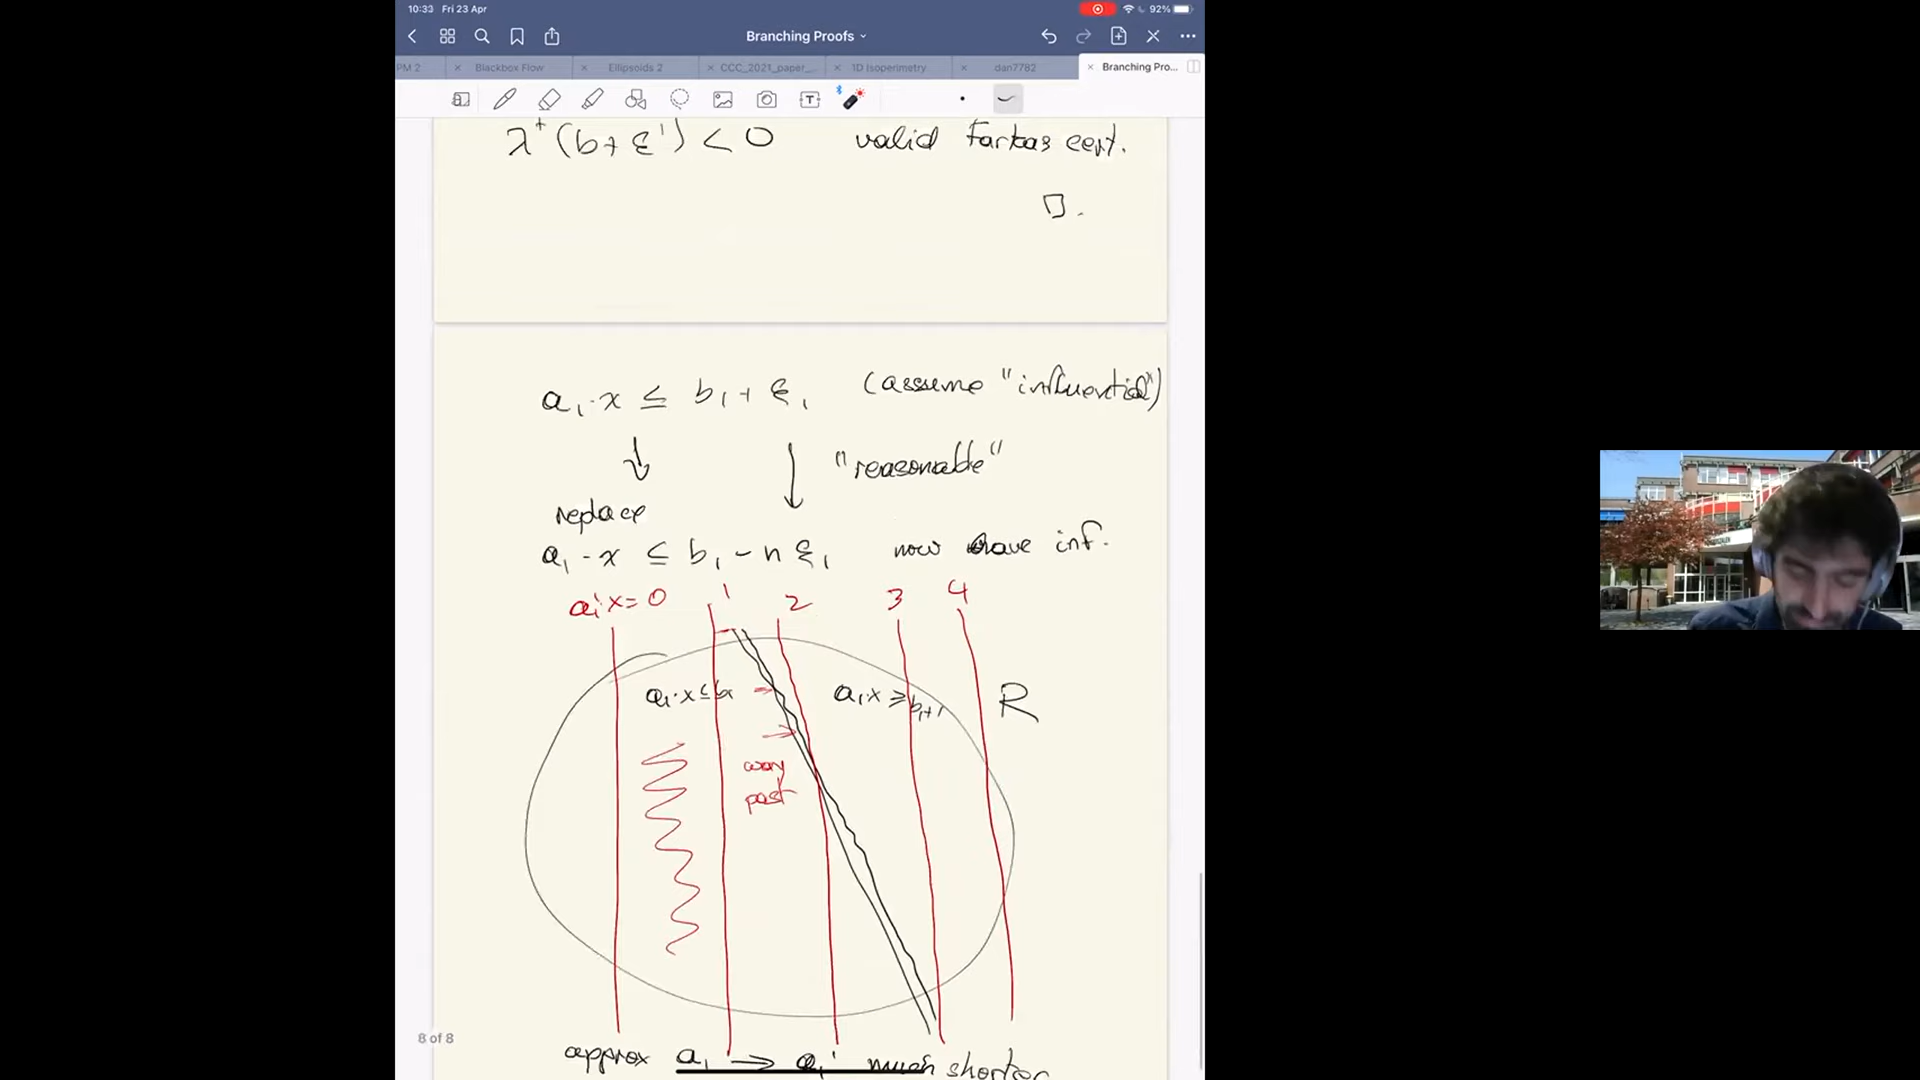 10:33 Fri 23 Apr
92%
Branching Proofs
PM 2
Blackbox Flow
Ellipsoids 2
CCC_2021_paper_...
1D Isoperimetry
dan7782
Branching Pro...
λ⁺(b+ε') < 0 valid Farkas cert.
□.
a₁·x ≤ b₁+ε₁ (assume "influential")
"reasonable"
replace
a₁·x ≤ b₁ - nε₁ now have inf.
a₁'x=0 1 2 3 4
a₁·x ≤ b₁ a₁·x ≥ b₁+1 R
way
past
8 of 8
approx a₁ → a₁' much shorter